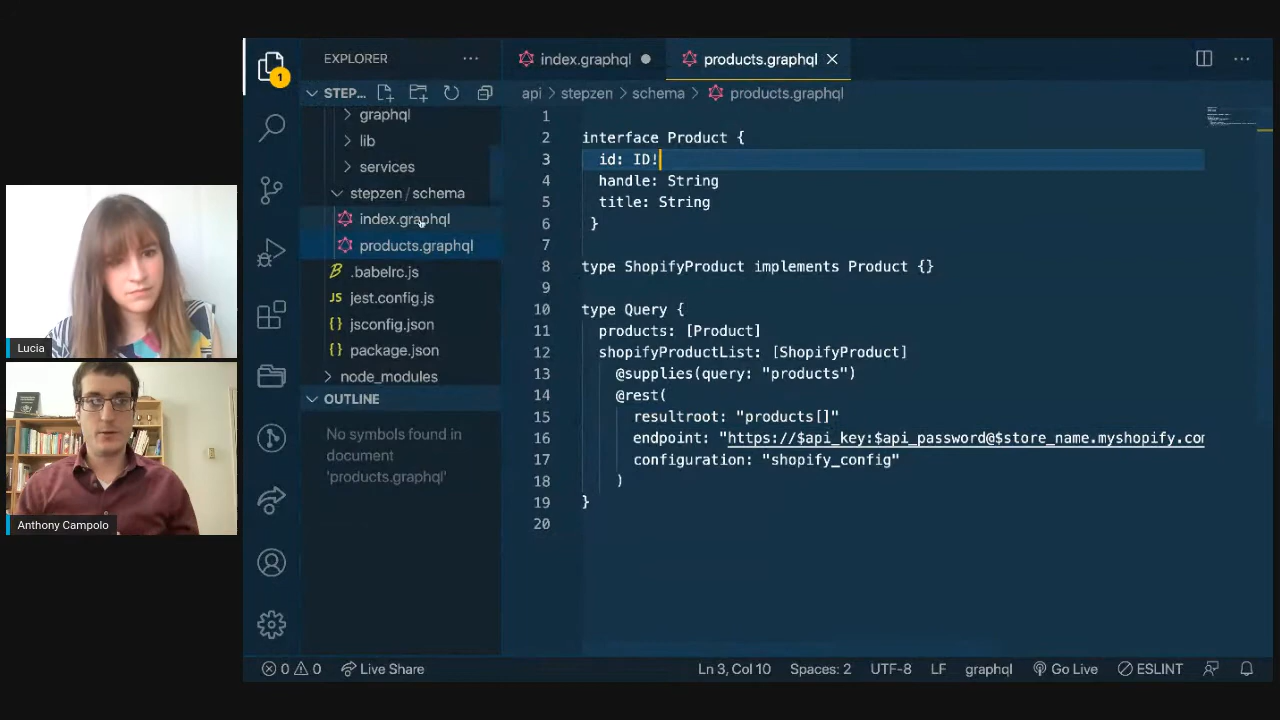 EXPLORER
index.graphql
products.graphql
STEP...
api > stepzen > schema > products.graphql
1
graphql
lib
services
stepzen / schema
index.graphql
products.graphql
.babelrc.js
jest.config.js
jsconfig.json
package.json
node_modules
OUTLINE
No symbols found in
document
'products.graphql'
1
2 interface Product {
3 id: ID!
4 handle: String
5 title: String
6 }
7
8 type ShopifyProduct implements Product {}
9
10 type Query {
11 products: [Product]
12 shopifyProductList: [ShopifyProduct]
13 @supplies(query: "products")
14 @rest(
15 resultroot: "products[]"
16 endpoint: "https://$api_key:$api_password@$store_name.myshopify.com
17 configuration: "shopify_config"
18 )
19 }
20
Lucia
Anthony Campolo
0 0 Live Share
Ln 3, Col 10 Spaces: 2 UTF-8 LF graphql Go Live ESLINT